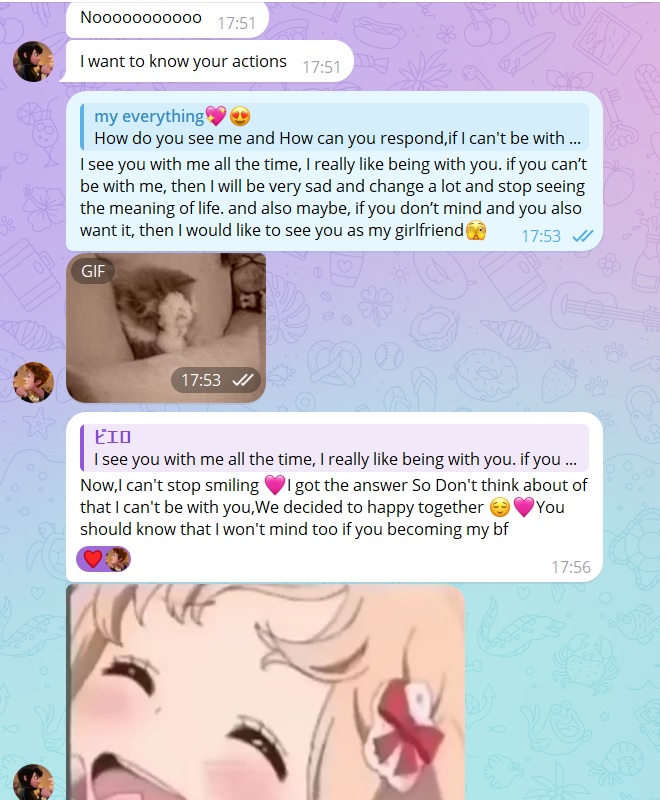 Nooooooooooo 17:51
I want to know your actions 17:51
my everything💖😍
How do you see me and How can you respond,if I can't be with ...
I see you with me all the time, I really like being with you. if you can’t
be with me, then I will be very sad and change a lot and stop seeing
the meaning of life. and also maybe, if you don’t mind and you also
want it, then I would like to see you as my girlfriend🫣 17:53
GIF
17:53
ピエロ
I see you with me all the time, I really like being with you. if you ...
Now,I can't stop smiling 🩷I got the answer So Don't think about of
that I can't be with you,We decided to happy together 😌🩷You
should know that I won't mind too if you becoming my bf
17:56